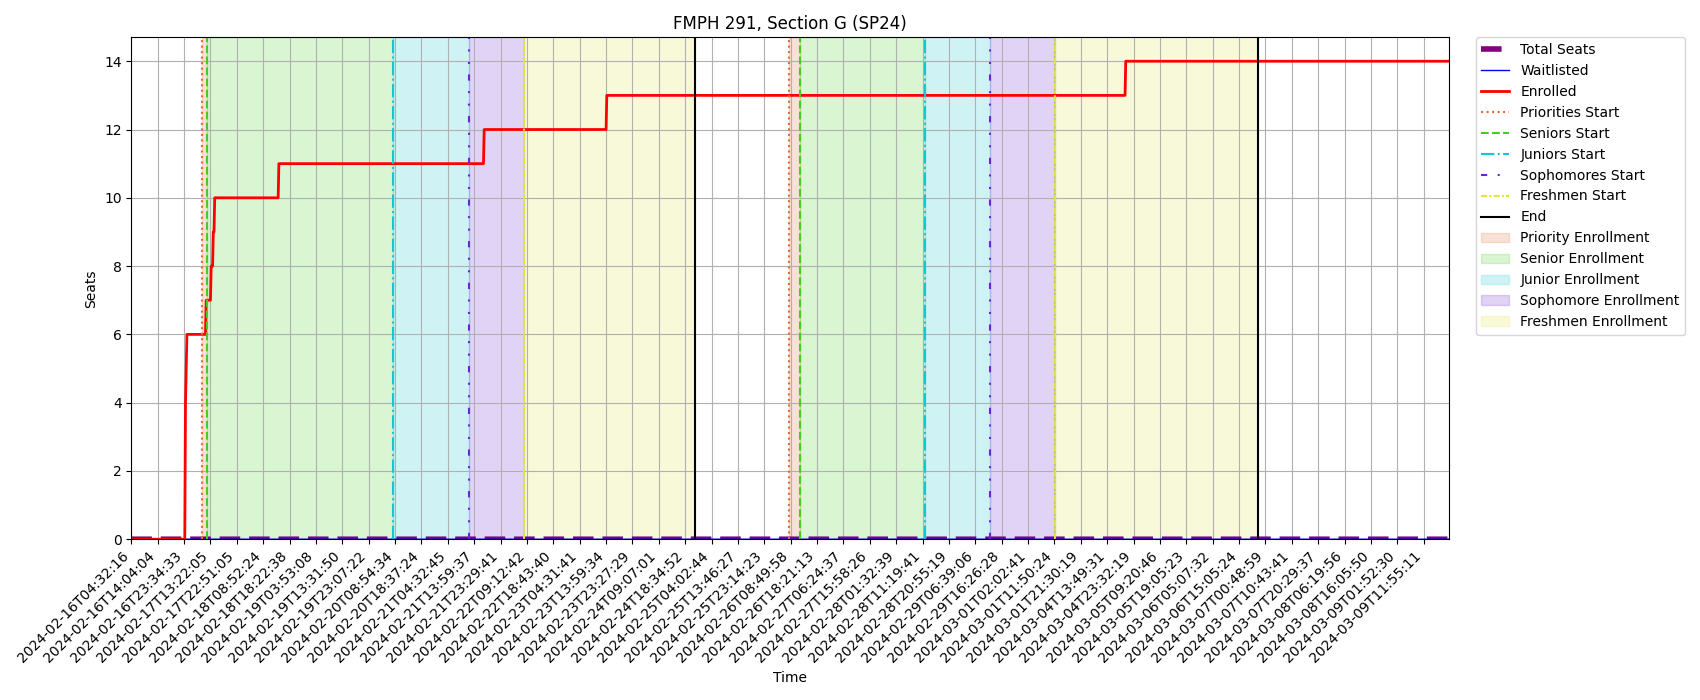 FMPH 291, Section G (SP24)
14
12
10
8
6
4
2
0
Seats
2024-02-16T04:32:16
2024-02-16T14:04:04
2024-02-16T23:34:33
2024-02-17T13:22:05
2024-02-17T22:51:05
2024-02-18T08:52:24
2024-02-18T18:22:38
2024-02-19T03:53:08
2024-02-19T13:31:50
2024-02-19T23:07:22
2024-02-20T08:54:34
2024-02-20T18:37:24
2024-02-21T04:32:45
2024-02-21T13:59:37
2024-02-21T23:29:41
2024-02-22T09:12:42
2024-02-22T18:43:40
2024-02-23T04:31:41
2024-02-23T13:59:34
2024-02-23T23:27:29
2024-02-24T09:07:01
2024-02-24T18:34:52
2024-02-25T04:02:44
2024-02-25T13:46:27
2024-02-25T23:14:23
2024-02-26T08:49:58
2024-02-26T18:21:13
2024-02-27T06:24:37
2024-02-27T15:58:26
2024-02-28T01:32:39
2024-02-28T11:19:41
2024-02-28T20:55:19
2024-02-29T06:39:06
2024-02-29T16:26:28
2024-03-01T02:02:41
2024-03-01T11:50:24
2024-03-01T21:30:19
2024-03-04T13:49:31
2024-03-04T23:32:19
2024-03-05T09:20:46
2024-03-05T19:05:23
2024-03-06T05:07:32
2024-03-06T15:05:24
2024-03-07T00:48:59
2024-03-07T10:43:41
2024-03-07T20:29:37
2024-03-08T06:19:56
2024-03-08T16:05:50
2024-03-09T01:52:30
2024-03-09T11:55:11
Time
Total Seats
Waitlisted
Enrolled
Priorities Start
Seniors Start
Juniors Start
Sophomores Start
Freshmen Start
End
Priority Enrollment
Senior Enrollment
Junior Enrollment
Sophomore Enrollment
Freshmen Enrollment